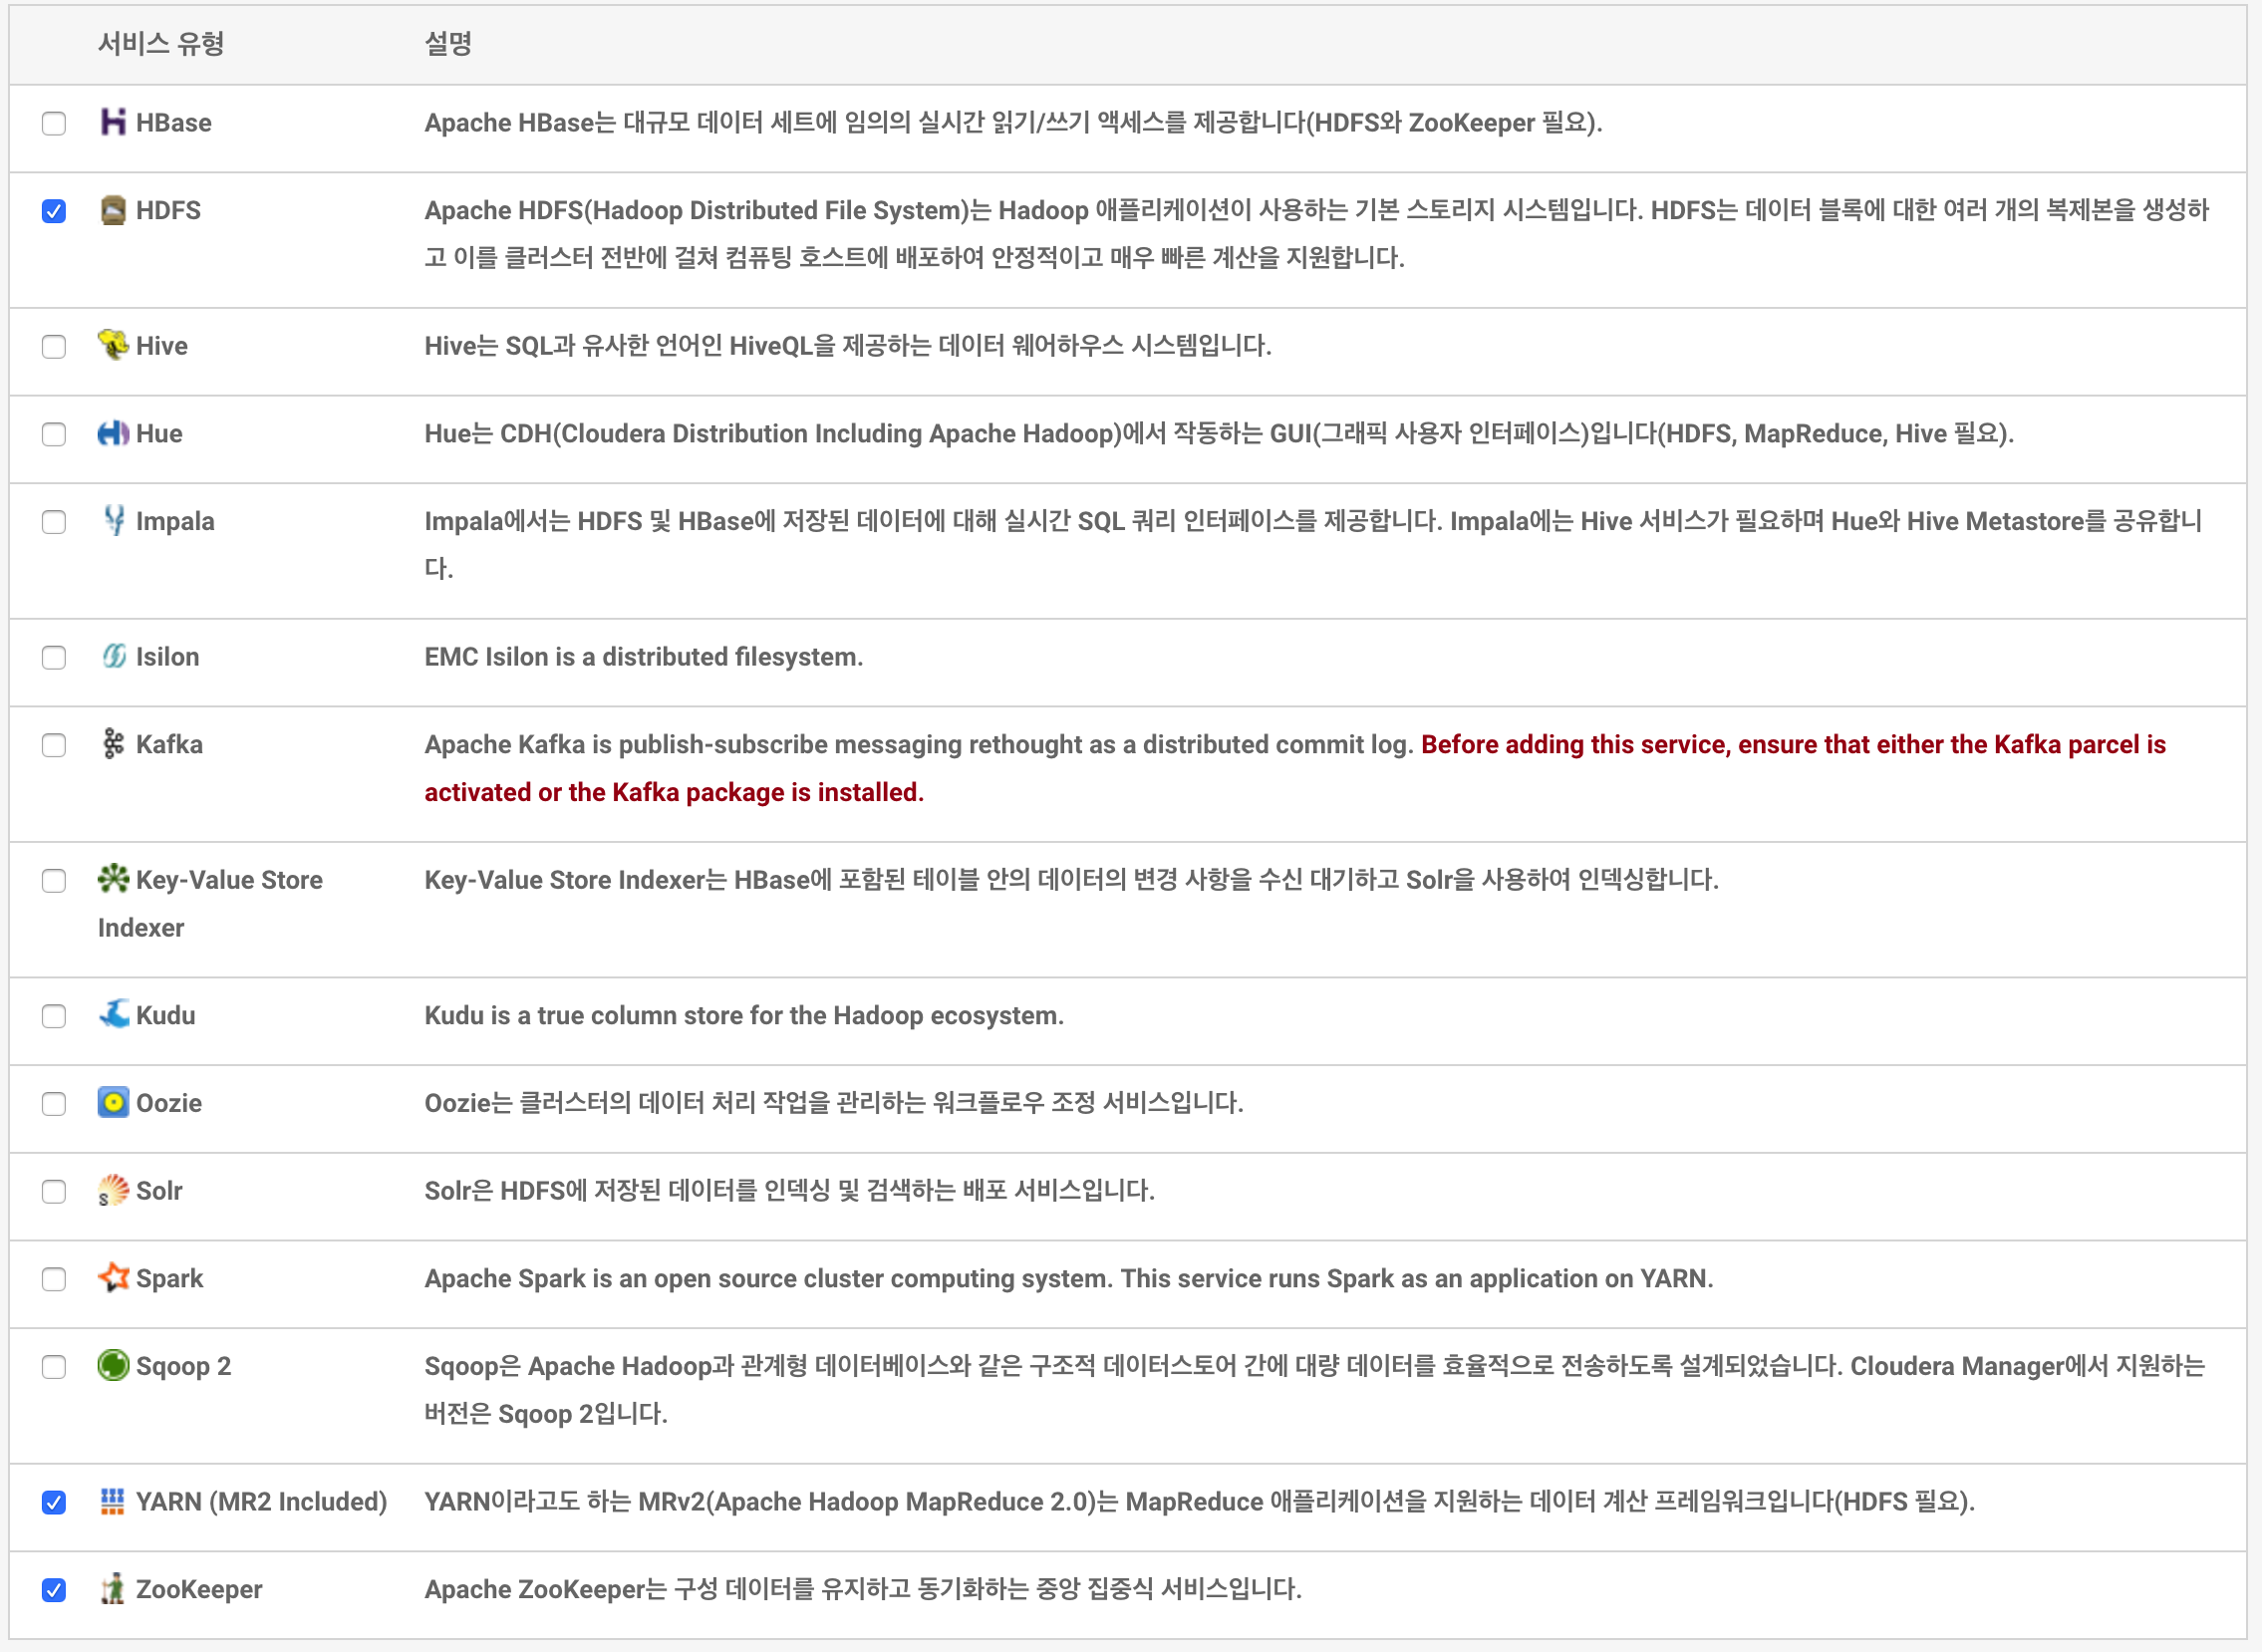 서비스 유형 설명
HBase Apache HBase는 대규모 데이터 세트에 임의의 실시간 읽기/쓰기 액세스를 제공합니다(HDFS와 ZooKeeper 필요).
HDFS Apache HDFS(Hadoop Distributed File System)는 Hadoop 애플리케이션이 사용하는 기본 스토리지 시스템입니다. HDFS는 데이터 블록에 대한 여러 개의 복제본을 생성하
고 이를 클러스터 전반에 걸쳐 컴퓨팅 호스트에 배포하여 안정적이고 매우 빠른 계산을 지원합니다.
Hive Hive는 SQL과 유사한 언어인 HiveQL을 제공하는 데이터 웨어하우스 시스템입니다.
Hue Hue는 CDH(Cloudera Distribution Including Apache Hadoop)에서 작동하는 GUI(그래픽 사용자 인터페이스)입니다(HDFS, MapReduce, Hive 필요).
Impala Impala에서는 HDFS 및 HBase에 저장된 데이터에 대해 실시간 SQL 쿼리 인터페이스를 제공합니다. Impala에는 Hive 서비스가 필요하며 Hue와 Hive Metastore를 공유합니
다.
Isilon EMC Isilon is a distributed filesystem.
Kafka Apache Kafka is publish-subscribe messaging rethought as a distributed commit log. Before adding this service, ensure that either the Kafka parcel is
activated or the Kafka package is installed.
Key-Value Store Key-Value Store Indexer는 HBase에 포함된 테이블 안의 데이터의 변경 사항을 수신 대기하고 Solr을 사용하여 인덱싱합니다.
Indexer
Kudu Kudu is a true column store for the Hadoop ecosystem.
Oozie Oozie는 클러스터의 데이터 처리 작업을 관리하는 워크플로우 조정 서비스입니다.
Solr Solr은 HDFS에 저장된 데이터를 인덱싱 및 검색하는 배포 서비스입니다.
Spark Apache Spark is an open source cluster computing system. This service runs Spark as an application on YARN.
Sqoop 2 Sqoop은 Apache Hadoop과 관계형 데이터베이스와 같은 구조적 데이터스토어 간에 대량 데이터를 효율적으로 전송하도록 설계되었습니다. Cloudera Manager에서 지원하는
버전은 Sqoop 2입니다.
YARN (MR2 Included) YARN이라고도 하는 MRv2(Apache Hadoop MapReduce 2.0)는 MapReduce 애플리케이션을 지원하는 데이터 계산 프레임워크입니다(HDFS 필요).
ZooKeeper Apache ZooKeeper는 구성 데이터를 유지하고 동기화하는 중앙 집중식 서비스입니다.